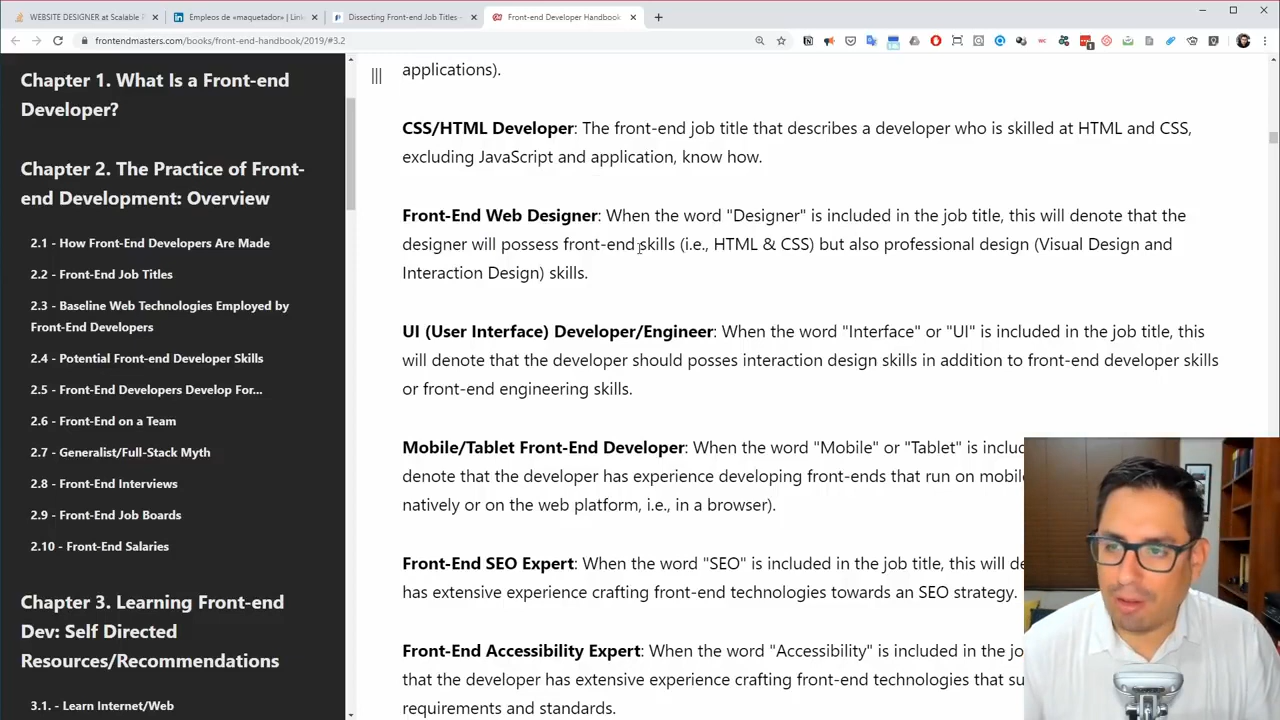 WEBSITE DESIGNER at Scalable
Empleos de «maquetador» | Link
Dissecting Front-end Job Titles -
Front-end Developer Handbook
frontendmasters.com/books/front-end-handbook/2019/#3.2
Chapter 1. What Is a Front-end
Developer?
Chapter 2. The Practice of Front-
end Development: Overview
2.1 - How Front-End Developers Are Made
2.2 - Front-End Job Titles
2.3 - Baseline Web Technologies Employed by
Front-End Developers
2.4 - Potential Front-end Developer Skills
2.5 - Front-End Developers Develop For...
2.6 - Front-End on a Team
2.7 - Generalist/Full-Stack Myth
2.8 - Front-End Interviews
2.9 - Front-End Job Boards
2.10 - Front-End Salaries
Chapter 3. Learning Front-end
Dev: Self Directed
Resources/Recommendations
3.1. - Learn Internet/Web
applications).
CSS/HTML Developer: The front-end job title that describes a developer who is skilled at HTML and CSS,
excluding JavaScript and application, know how.
Front-End Web Designer: When the word "Designer" is included in the job title, this will denote that the
designer will possess front-end skills (i.e., HTML & CSS) but also professional design (Visual Design and
Interaction Design) skills.
UI (User Interface) Developer/Engineer: When the word "Interface" or "UI" is included in the job title, this
will denote that the developer should posses interaction design skills in addition to front-end developer skills
or front-end engineering skills.
Mobile/Tablet Front-End Developer: When the word "Mobile" or "Tablet" is includ
denote that the developer has experience developing front-ends that run on mobil
natively or on the web platform, i.e., in a browser).
Front-End SEO Expert: When the word "SEO" is included in the job title, this will de
has extensive experience crafting front-end technologies towards an SEO strategy.
Front-End Accessibility Expert: When the word "Accessibility" is included in the jo
that the developer has extensive experience crafting front-end technologies that su
requirements and standards.